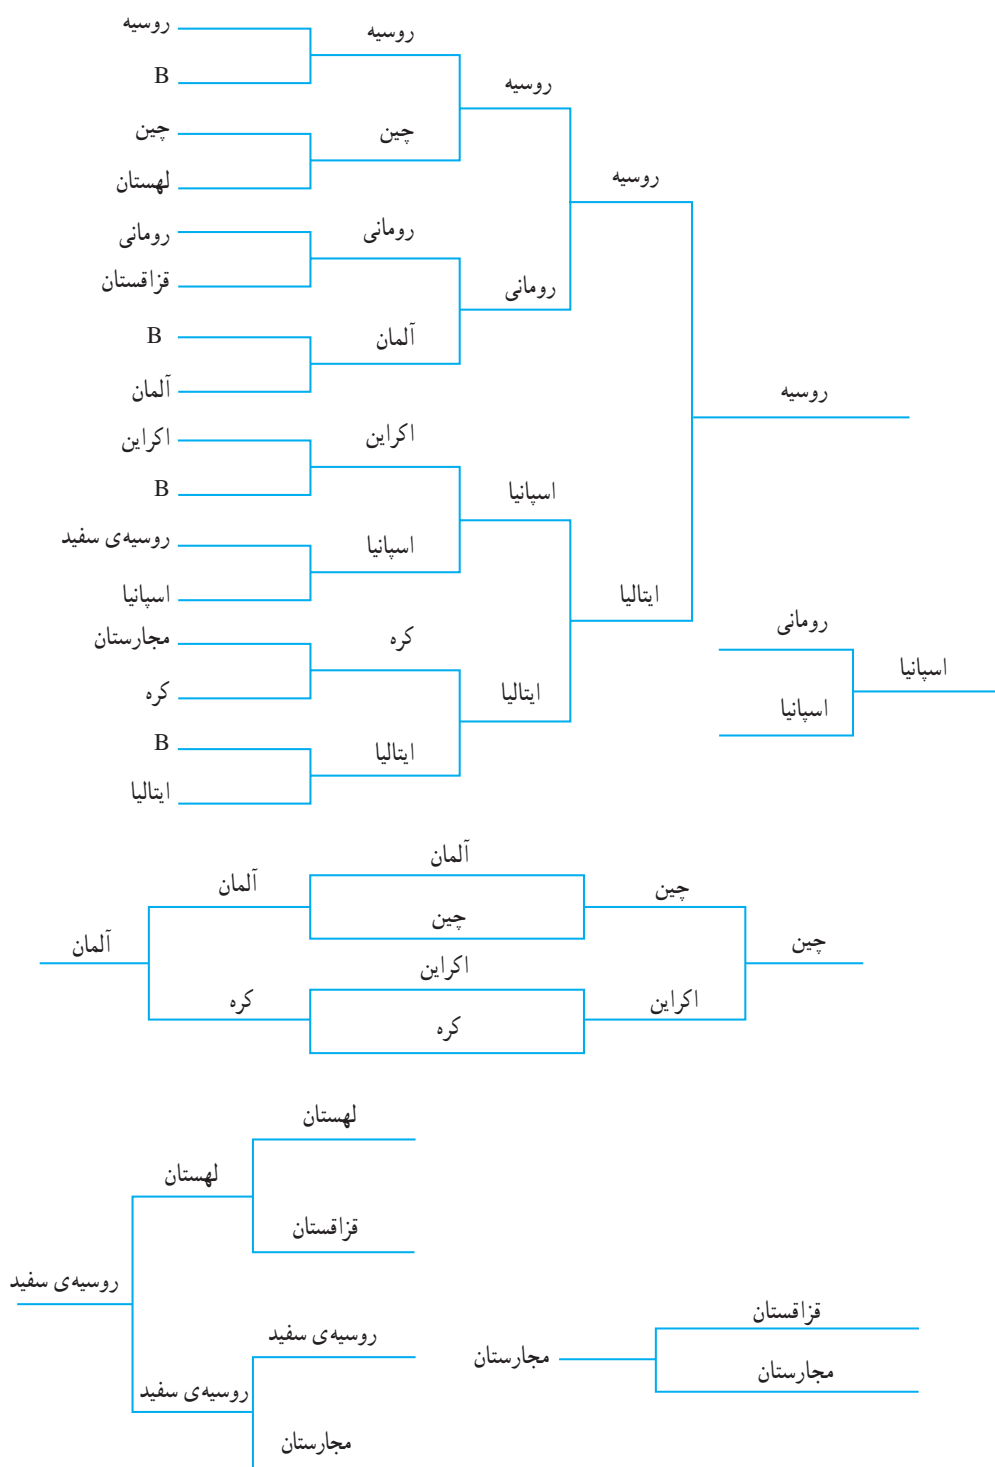 روسیه
B
چین
لهستان
رومانی
قزاقستان
B
آلمان
اکراین
B
روسیه‌ی سفید
اسپانیا
مجارستان
کره
B
ایتالیا
روسیه
چین
رومانی
آلمان
اکراین
اسپانیا
کره
ایتالیا
روسیه
رومانی
اسپانیا
ایتالیا
روسیه
ایتالیا
روسیه
رومانی
اسپانیا
اسپانیا
آلمان
چین
اکراین
کره
آلمان
کره
آلمان
چین
اکراین
چین
لهستان
قزاقستان
روسیه‌ی سفید
مجارستان
لهستان
روسیه‌ی سفید
روسیه‌ی سفید
قزاقستان
مجارستان
مجارستان